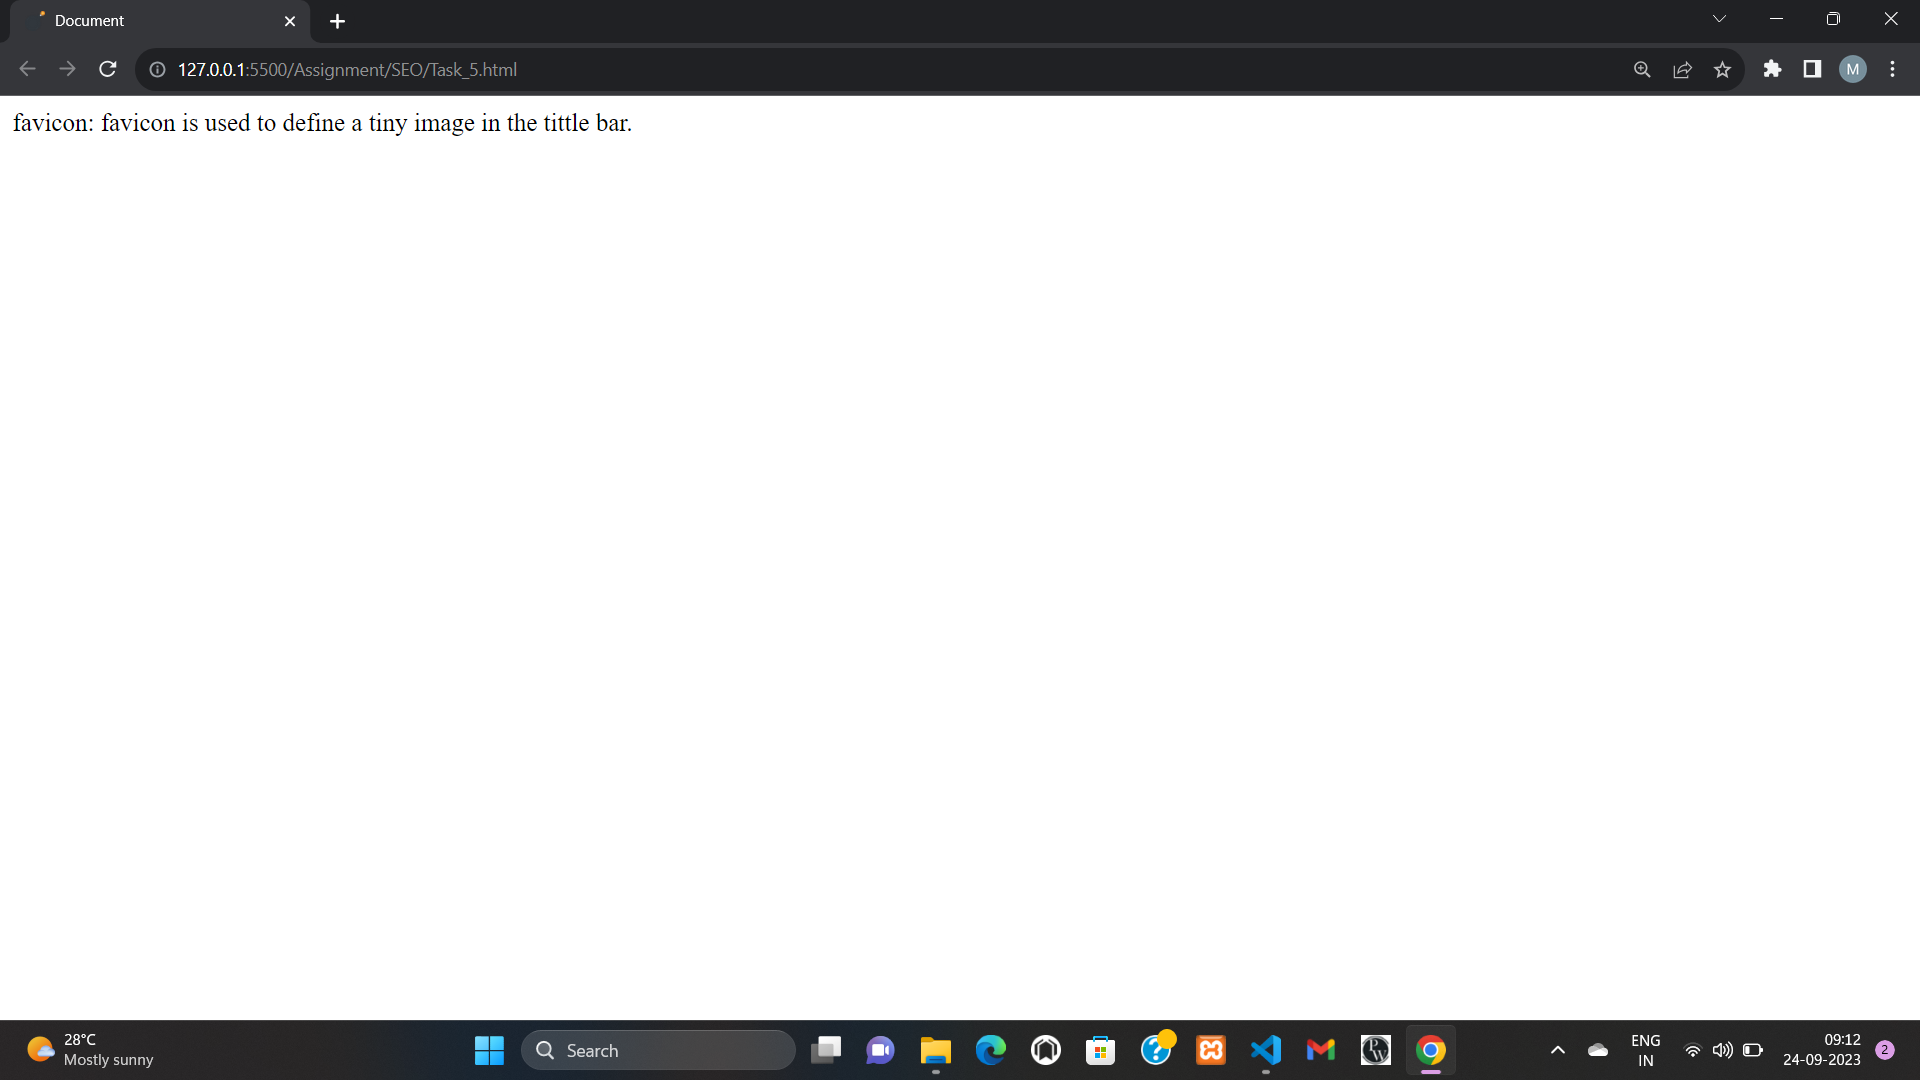 Document
127.0.0.1:5500/Assignment/SEO/Task_5.html
M
favicon: favicon is used to define a tiny image in the tittle bar.
28°C
Mostly sunny
Search
PW
ENG
IN
09:12
24-09-2023
2